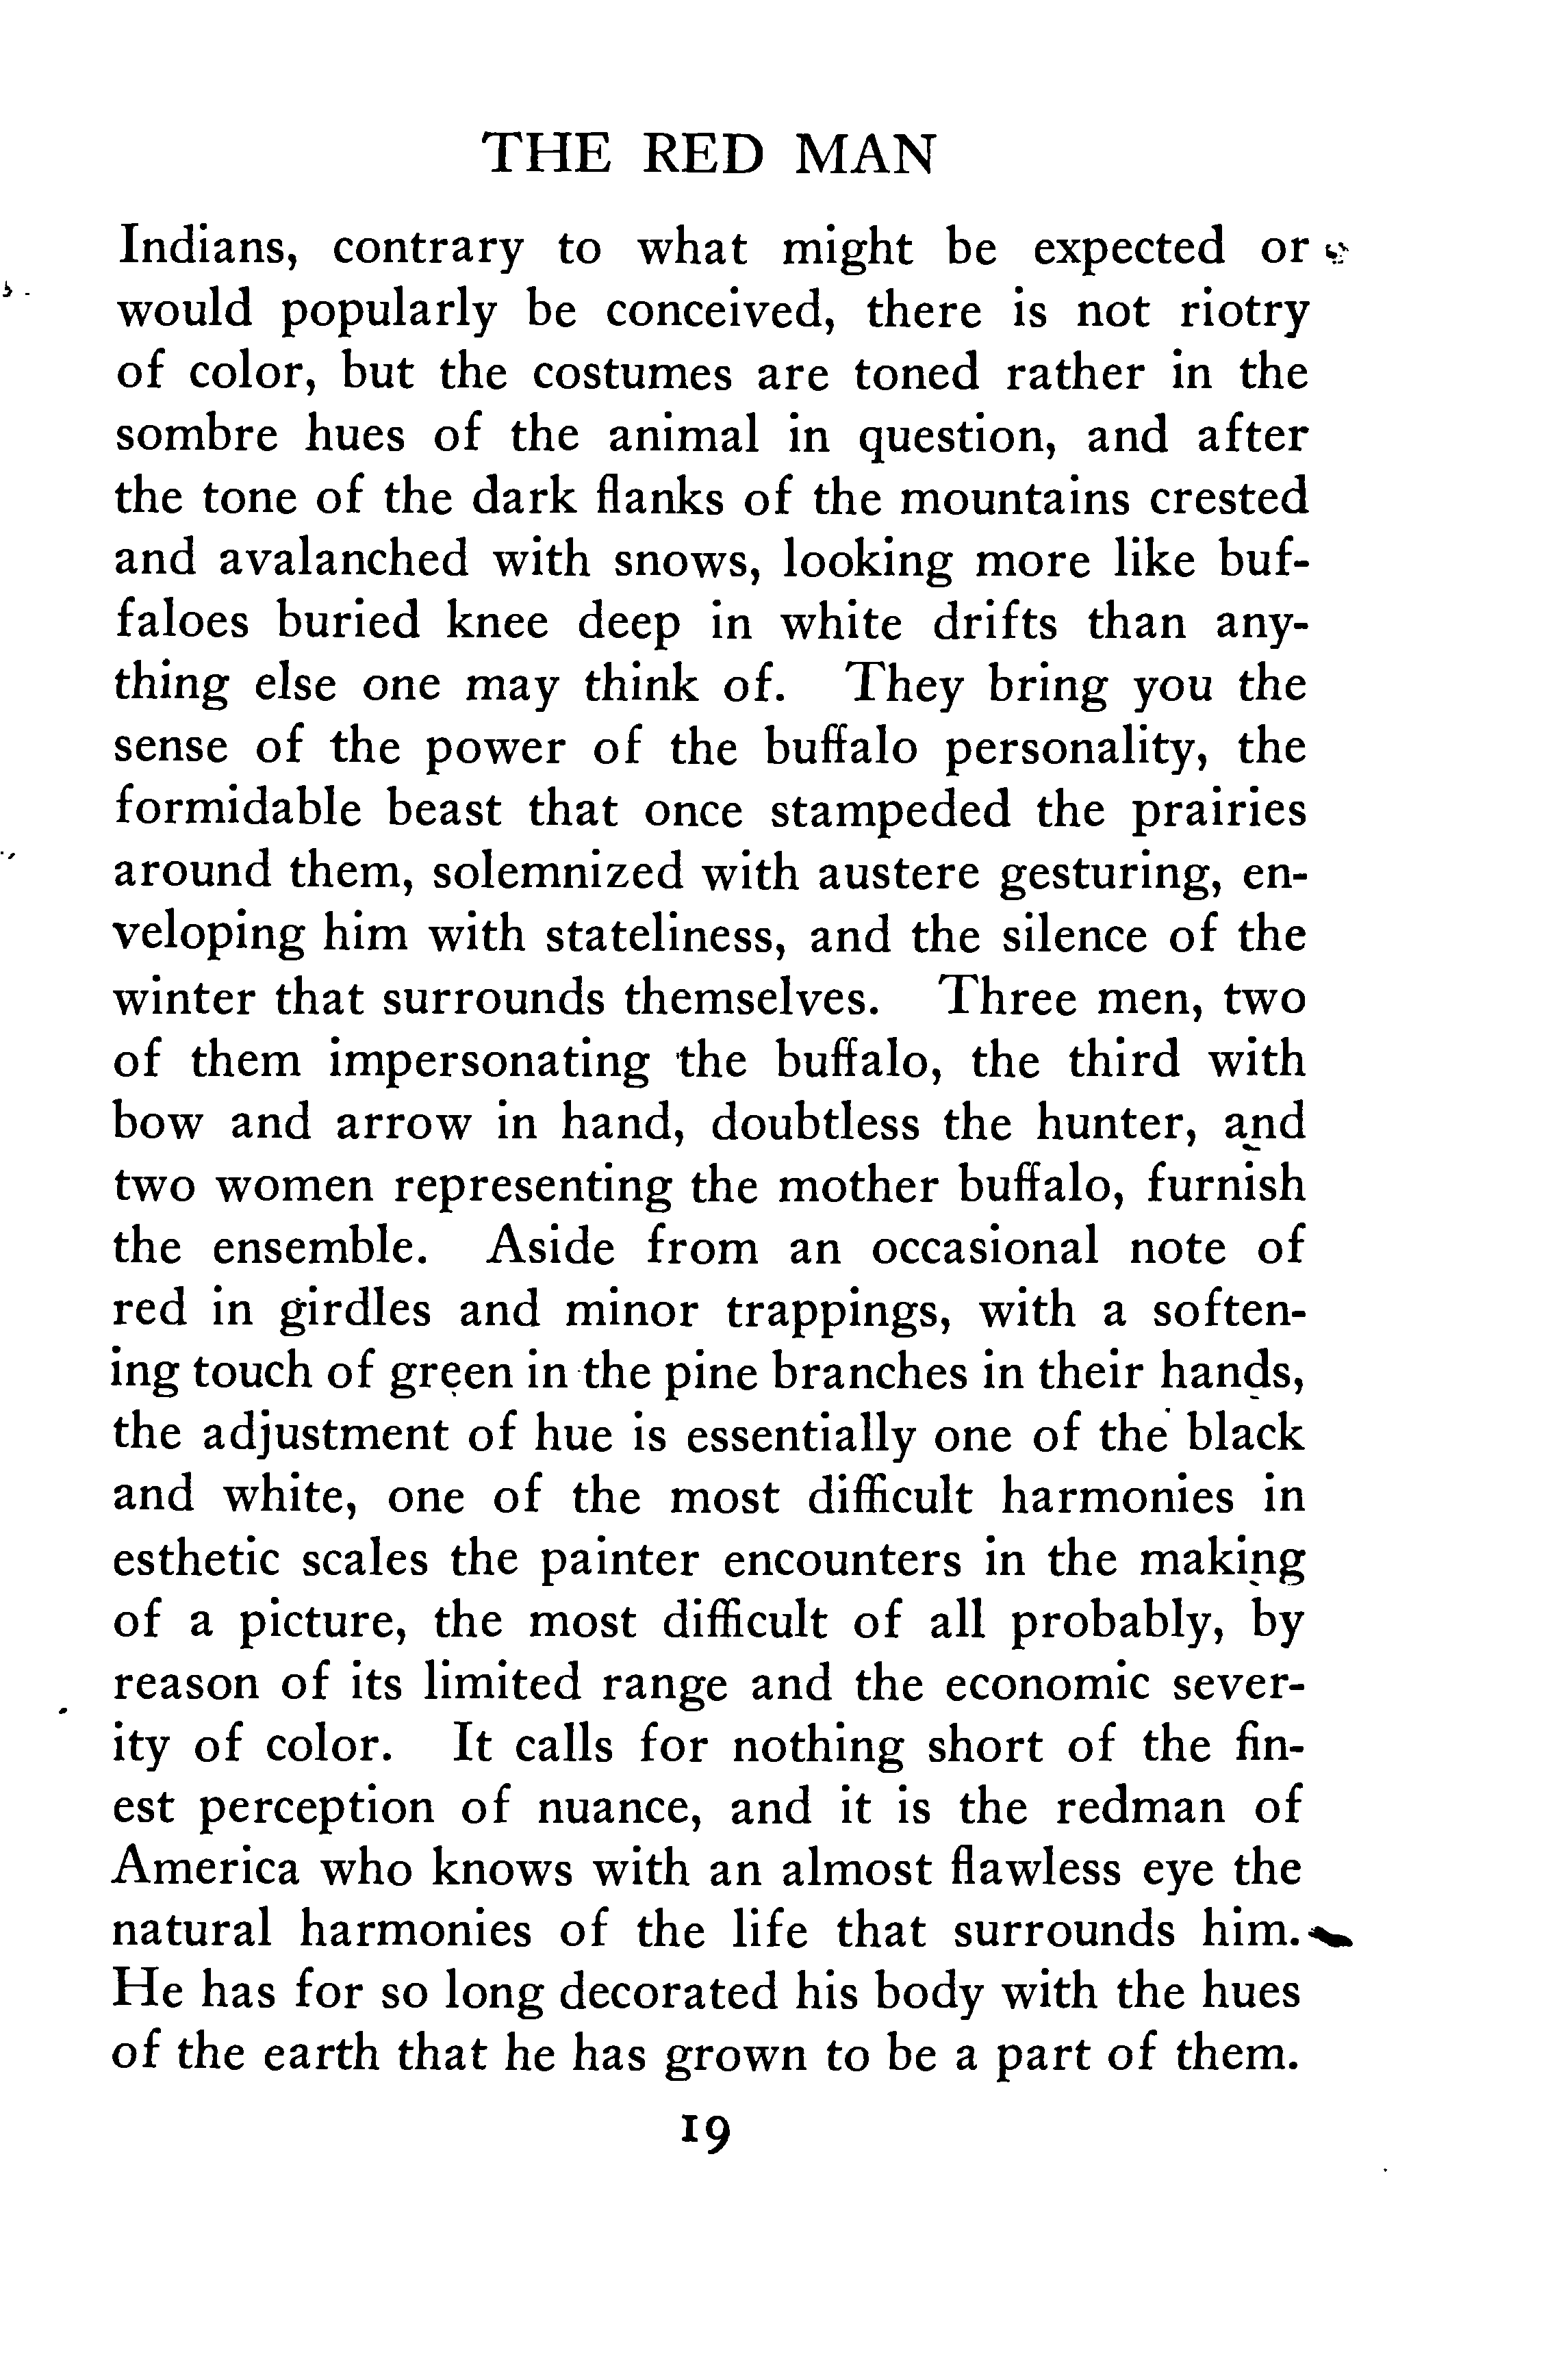 THE RED MAN
Indians, contrary to what might be expected or
would popularly be conceived, there is not riotry
of color, but the costumes are toned rather in the
sombre hues of the animal in question, and after
the tone of the dark flanks of the mountains crested
and avalanched with snows, looking more like buf-
faloes buried knee deep in white drifts than any-
thing else one may think of. They bring you the
sense of the power of the buffalo personality, the
formidable beast that once stampeded the prairies
around them, solemnized with austere gesturing, en-
veloping him with stateliness, and the silence of the
winter that surrounds themselves. Three men, two
of them impersonating the buffalo, the third with
bow and arrow in hand, doubtless the hunter, and
two women representing the mother buffalo, furnish
the ensemble. Aside from an occasional note of
red in girdles and minor trappings, with a soften-
ing touch of green in the pine branches in their hands,
the adjustment of hue is essentially one of the black
and white, one of the most difficult harmonies in
esthetic scales the painter encounters in the making
of a picture, the most difficult of all probably, by
reason of its limited range and the economic sever-
ity of color. It calls for nothing short of the fin-
est perception of nuance, and it is the redman of
America who knows with an almost flawless eye the
natural harmonies of the life that surrounds him.
He has for so long decorated his body with the hues
of the earth that he has grown to be a part of them.
19